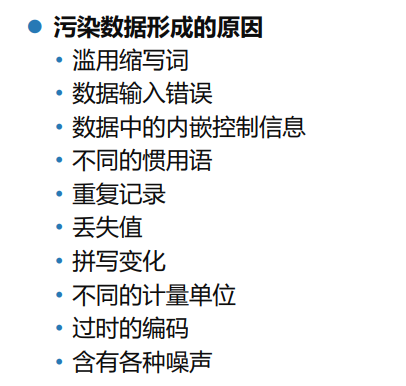 ● 污染数据形成的原因
• 滥用缩写词
• 数据输入错误
• 数据中的内嵌控制信息
• 不同的惯用语
• 重复记录
• 丢失值
• 拼写变化
• 不同的计量单位
• 过时的编码
• 含有各种噪声